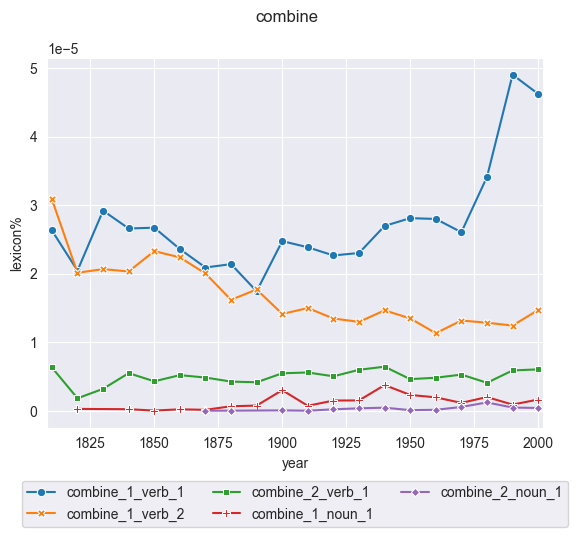 combine
1e−5
5
4
3
2
1
0
lexicon%
1825 1850 1875 1900 1925 1950 1975 2000
year
combine_1_verb_1 combine_2_verb_1 combine_2_noun_1
combine_1_verb_2 combine_1_noun_1